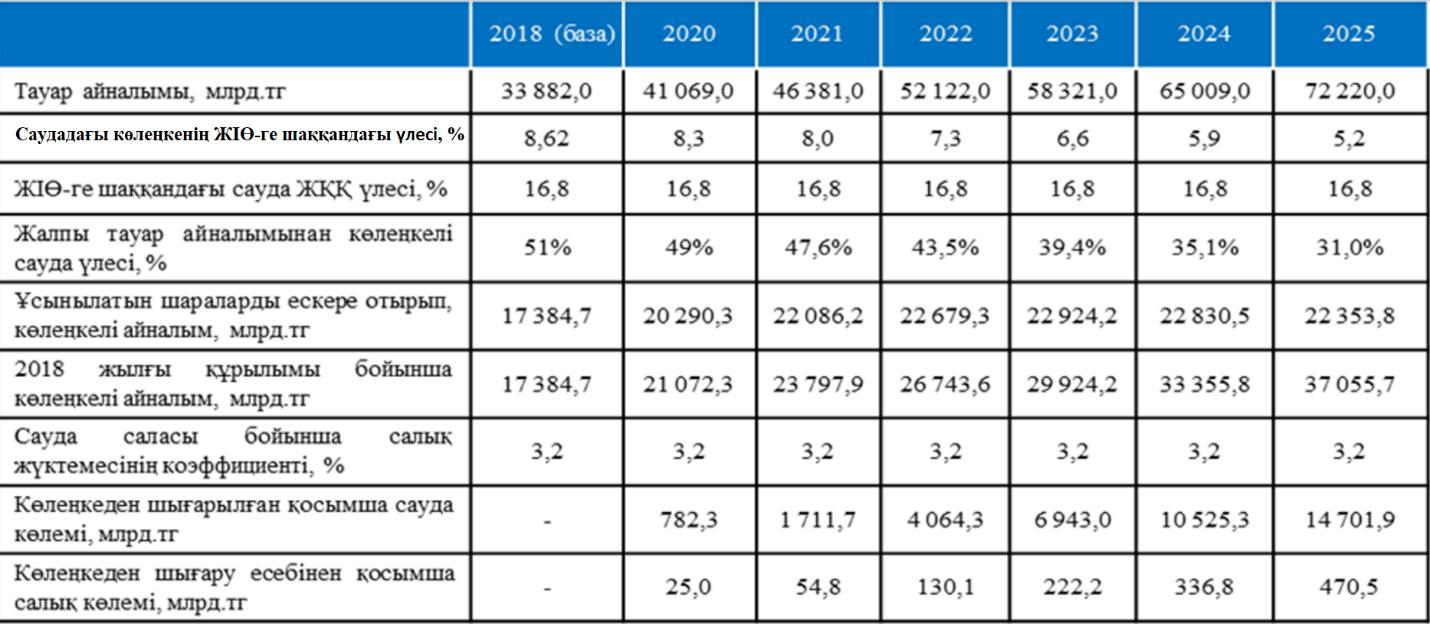 2018 (база) 2020 2021 2022 2023 2024 2025
Тауар айналымы, млрд.тг 33 882,0 41 069,0 46 381,0 52 122,0 58 321,0 65 009,0 72 220,0
Саудадағы көлеңкенің ЖІӨ-ге шаққандағы үлесі, % 8,62 8,3 8,0 7,3 6,6 5,9 5,2
ЖІӨ-ге шаққандағы сауда ЖҚҚ үлесі, % 16,8 16,8 16,8 16,8 16,8 16,8 16,8
Жалпы тауар айналымынан көлеңкелі
сауда үлесі, % 51% 49% 47,6% 43,5% 39,4% 35,1% 31,0%
Ұсынылатын шараларды ескере отырып,
көлеңкелі айналым, млрд.тг 17 384,7 20 290,3 22 086,2 22 679,3 22 924,2 22 830,5 22 353,8
2018 жылғы құрылымы бойынша
көлеңкелі айналым, млрд.тг 17 384,7 21 072,3 23 797,9 26 743,6 29 924,2 33 355,8 37 055,7
Сауда саласы бойынша салық
жүктемесінің коэффициенті, % 3,2 3,2 3,2 3,2 3,2 3,2 3,2
Көлеңкеден шығарылған қосымша сауда
көлемі, млрд.тг - 782,3 1 711,7 4 064,3 6 943,0 10 525,3 14 701,9
Көлеңкеден шығару есебінен қосымша
салық көлемі, млрд.тг - 25,0 54,8 130,1 222,2 336,8 470,5